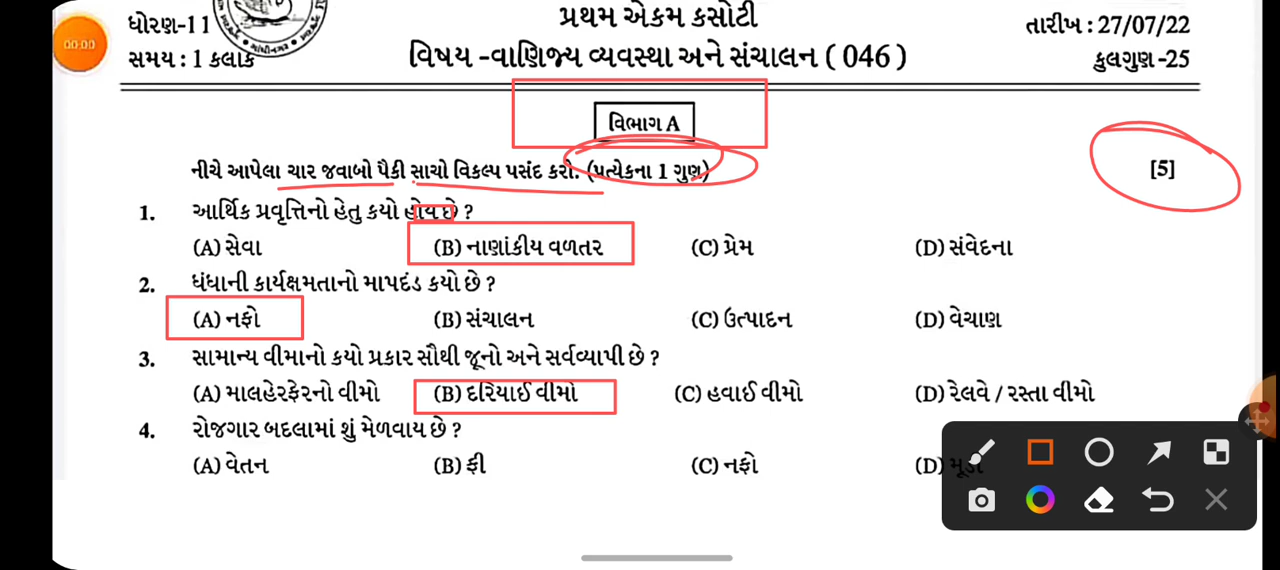 ધોરણ-11
પ્રથમ એકમ કસોટી
તારીખ : 27/07/22
00:00
સમય : 1 કલાક
વિષય -વાણિજ્ય વ્યવસ્થા અને સંચાલન ( 046 )
કુલગુણ -25
વિભાગ A
નીચે આપેલા ચાર જવાબો પૈકી સાચો વિકલ્પ પસંદ કરો. (પ્રત્યેકના 1 ગુણ) [5]
1. આર્થિક પ્રવૃત્તિનો હેતુ કયો હોય છે ?
(A) સેવા (B) નાણાંકીય વળતર (C) પ્રેમ (D) સંવેદના
2. ધંધાની કાર્યક્ષમતાનો માપદંડ કયો છે ?
(A) નફો (B) સંચાલન (C) ઉત્પાદન (D) વેચાણ
3. સામાન્ય વીમાનો કયો પ્રકાર સૌથી જૂનો અને સર્વવ્યાપી છે ?
(A) માલહેરફેરનો વીમો (B) દરિયાઈ વીમો (C) હવાઈ વીમો (D) રેલવે / રસ્તા વીમો
4. રોજગાર બદલામાં શું મેળવાય છે ?
(A) વેતન (B) ફી (C) નફો (D)